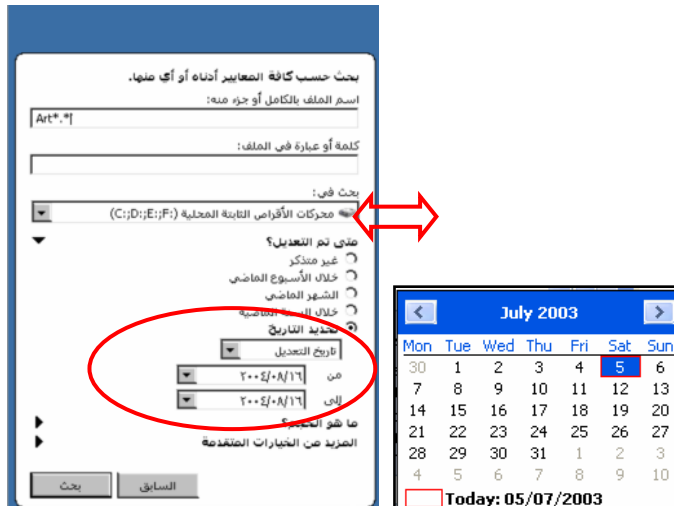 بحث حسب كافة المعايير أدناه أو أي منها.
اسم الملف بالكامل أو جزء منه:
Art*.*
كلمة أو عبارة في الملف:
بحث في:
محركات الأقراص الثابتة المحلية (C:;D:;E:;F:)
متى تم التعديل؟
غير متذكر
خلال الأسبوع الماضي
الشهر الماضي
خلال السنة الماضية
تحديد التاريخ
تاريخ التعديل
من ٢٠٠٤/٠٨/١٦
إلى ٢٠٠٤/٠٨/١٦
ما هو الحجم؟
المزيد من الخيارات المتقدمة
السابق بحث
July 2003
Mon Tue Wed Thu Fri Sat Sun
30 1 2 3 4 5 6
7 8 9 10 11 12 13
14 15 16 17 18 19 20
21 22 23 24 25 26 27
28 29 30 31 1 2 3
4 5 6 7 8 9 10
Today: 05/07/2003